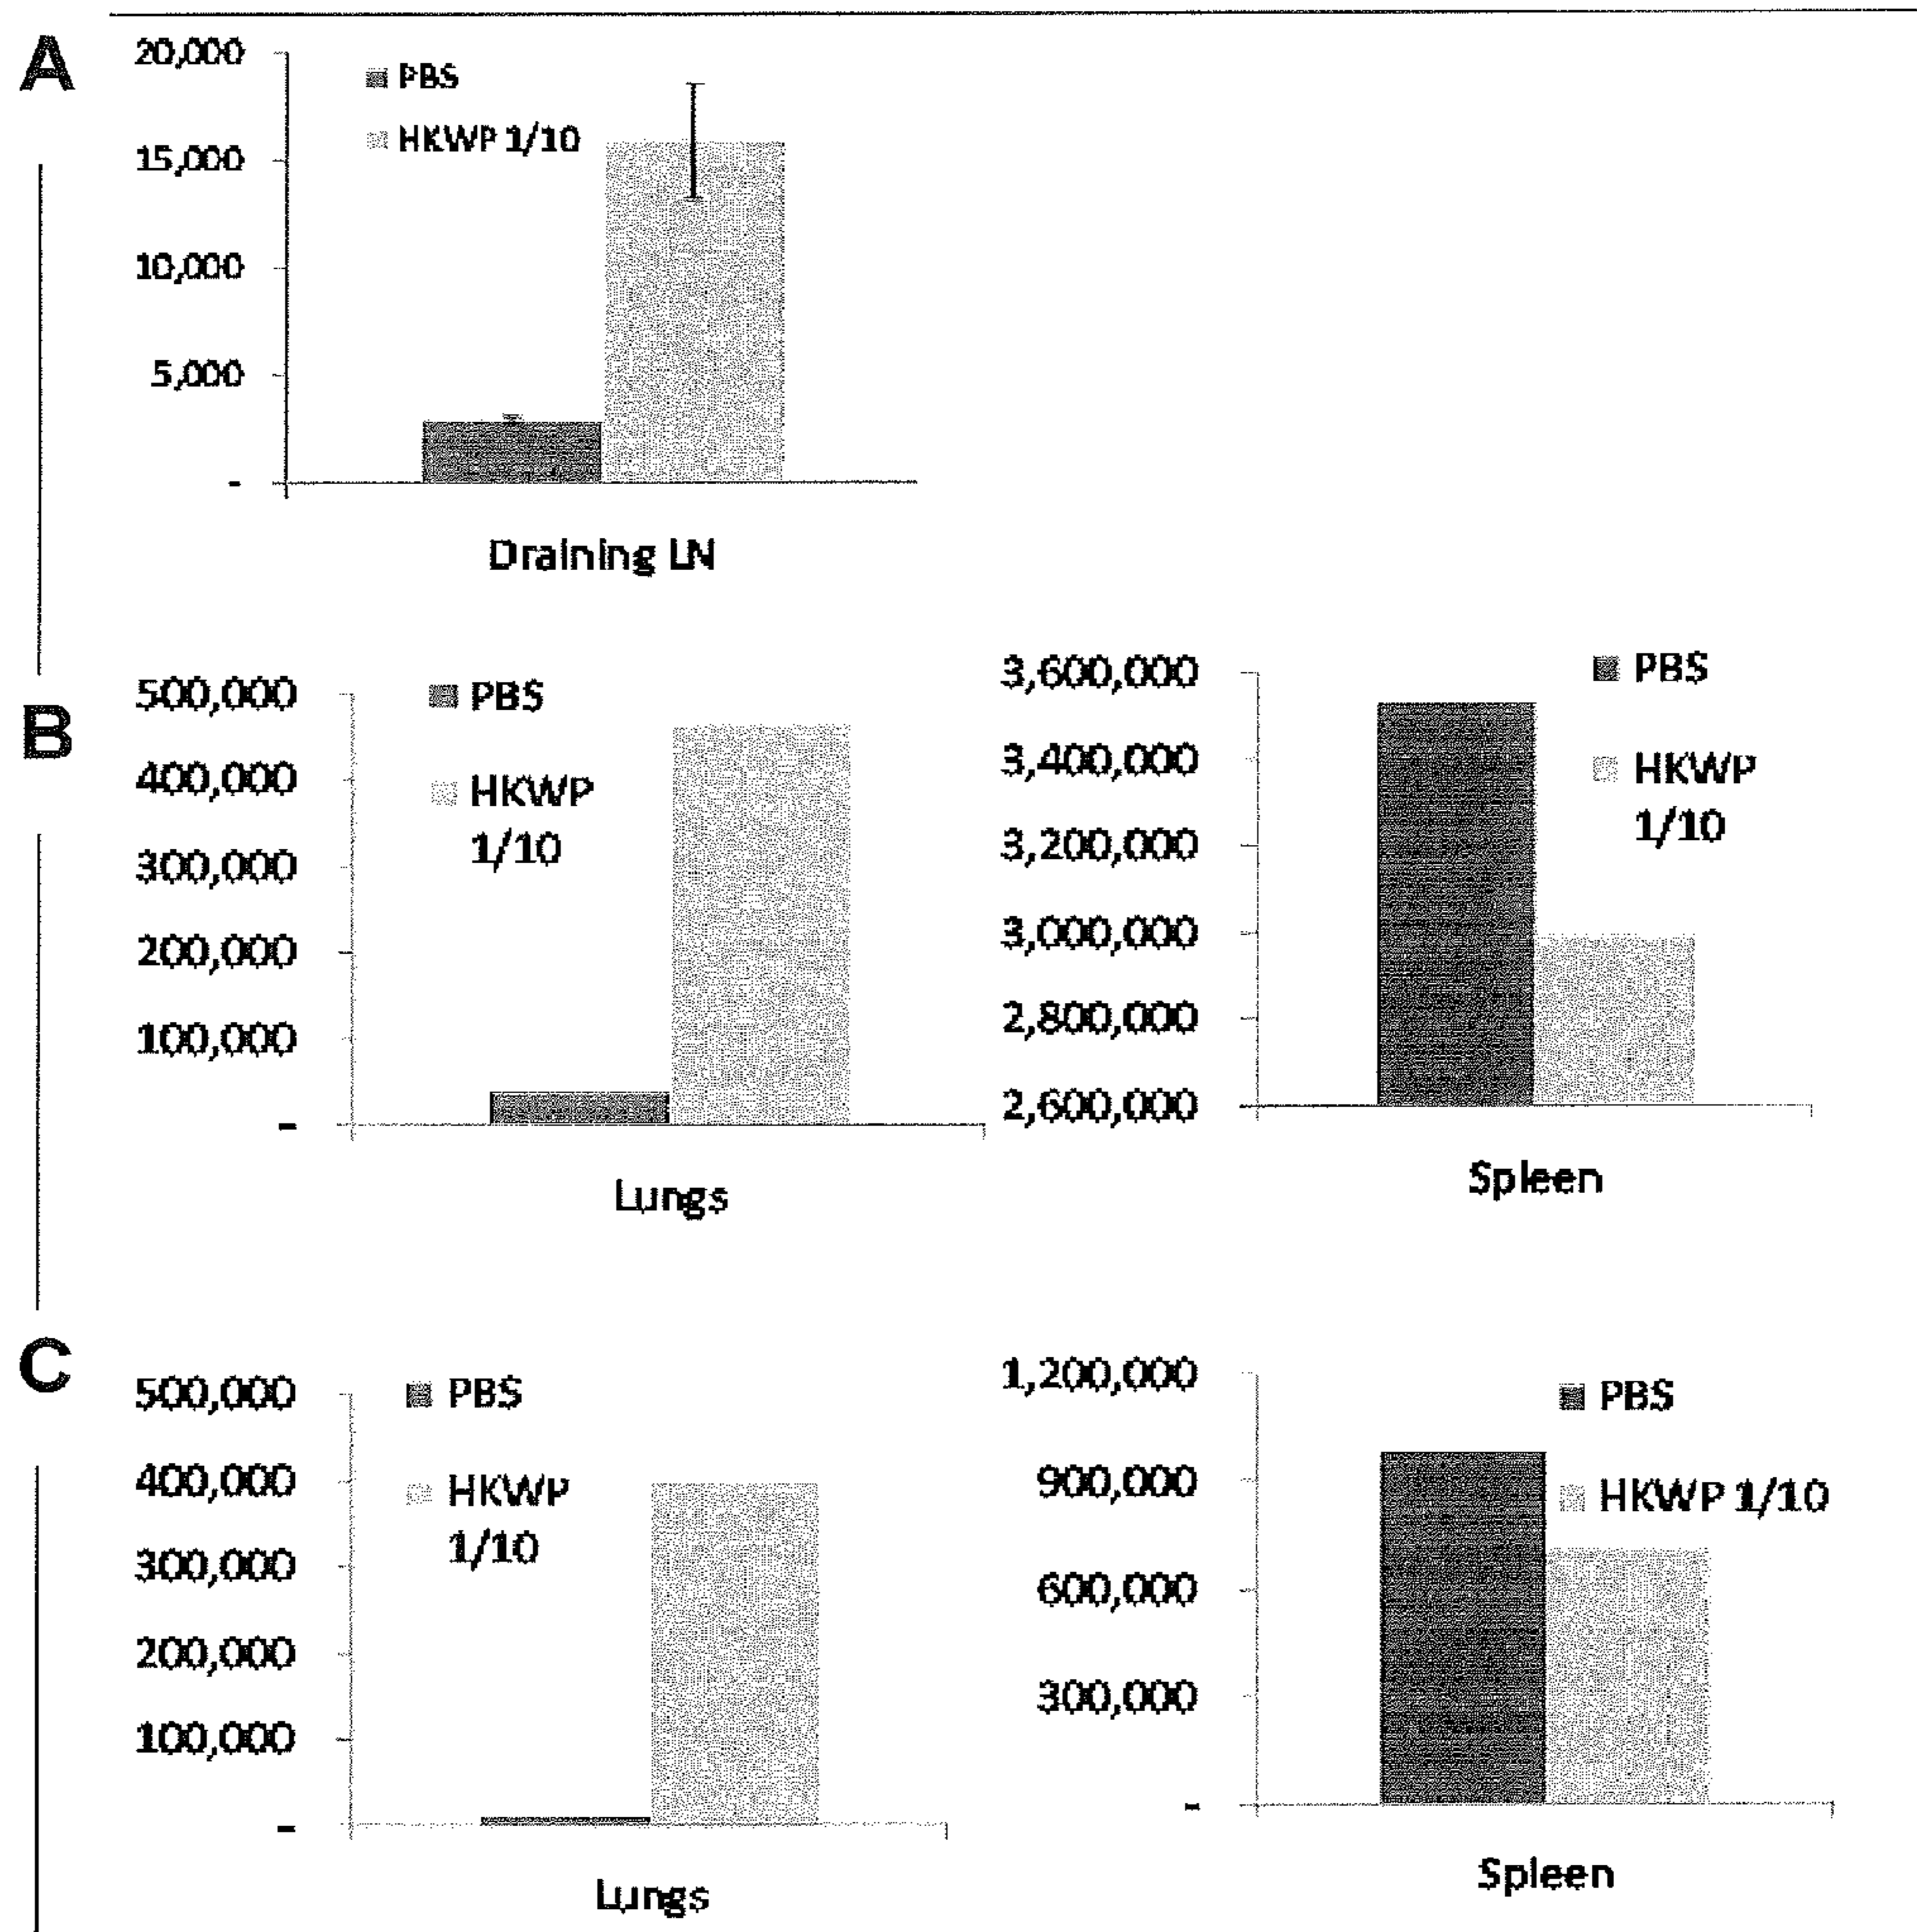 A
20,000
15,000
10,000
5,000
-
PBS
HKWP 1/10
Draining LN
B
500,000
400,000
300,000
200,000
100,000
-
PBS
HKWP
1/10
Lungs
3,600,000
3,400,000
3,200,000
3,000,000
2,800,000
2,600,000
PBS
HKWP
1/10
Spleen
C
500,000
400,000
300,000
200,000
100,000
-
PBS
HKWP
1/10
Lungs
1,200,000
900,000
600,000
300,000
-
PBS
HKWP 1/10
Spleen